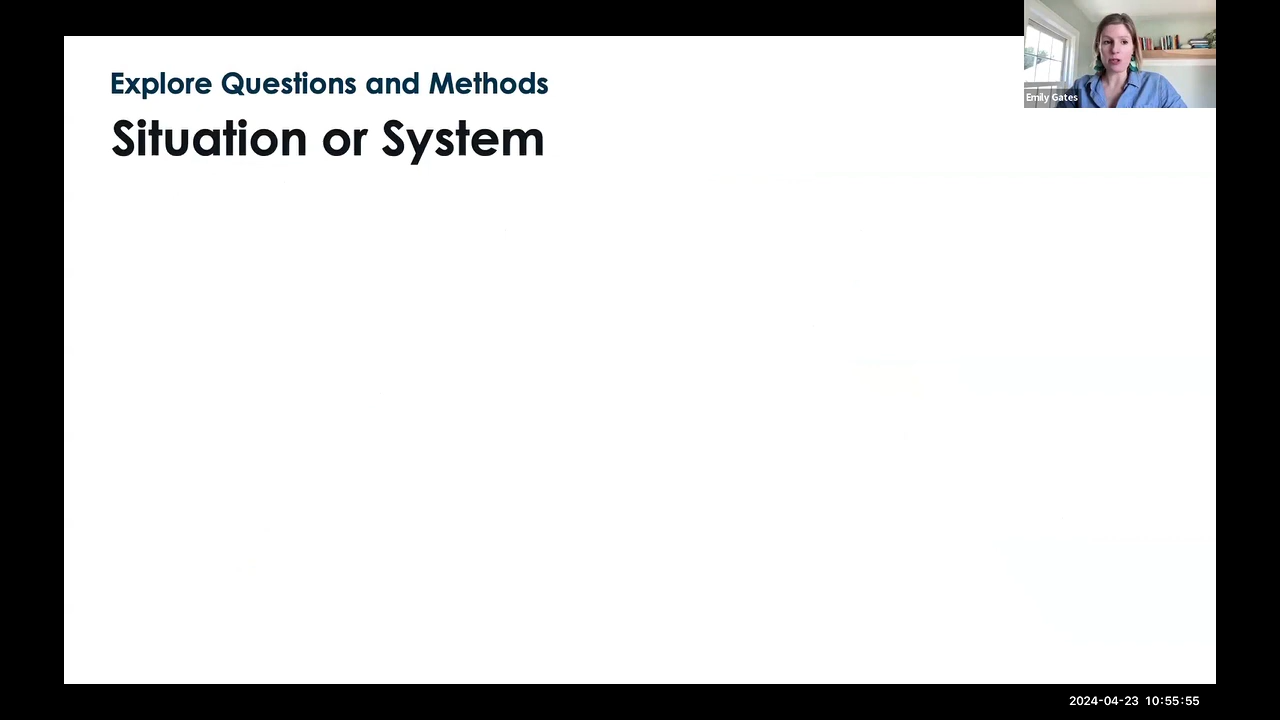 Explore Questions and Methods
Situation or System
Emily Gates
2024-04-23 10:55:55